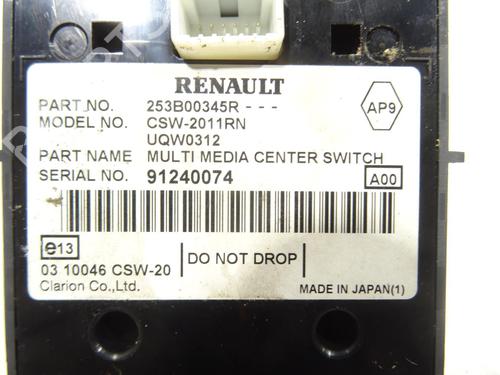 RENAULT
PART NO. 253B00345R - - -
MODEL NO. CSW-2011RN
UQW0312
AP9
PART NAME MULTI MEDIA CENTER SWITCH
SERIAL NO. 91240074
A00
e13
03 10046 CSW-20
Clarion Co.,Ltd.
DO NOT DROP
MADE IN JAPAN(1)